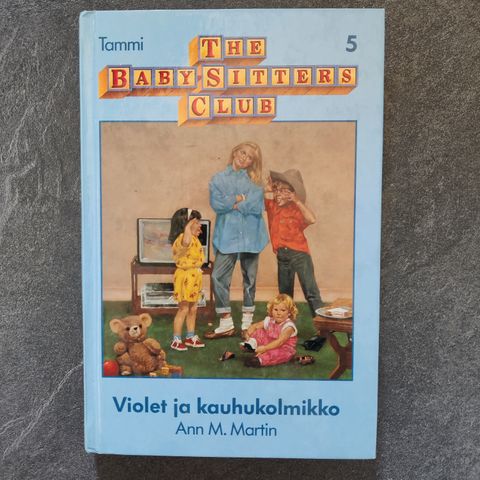 Tammi
5
THE
BABY-SITTERS
CLUB
Violet ja kauhukolmikko
Ann M. Martin